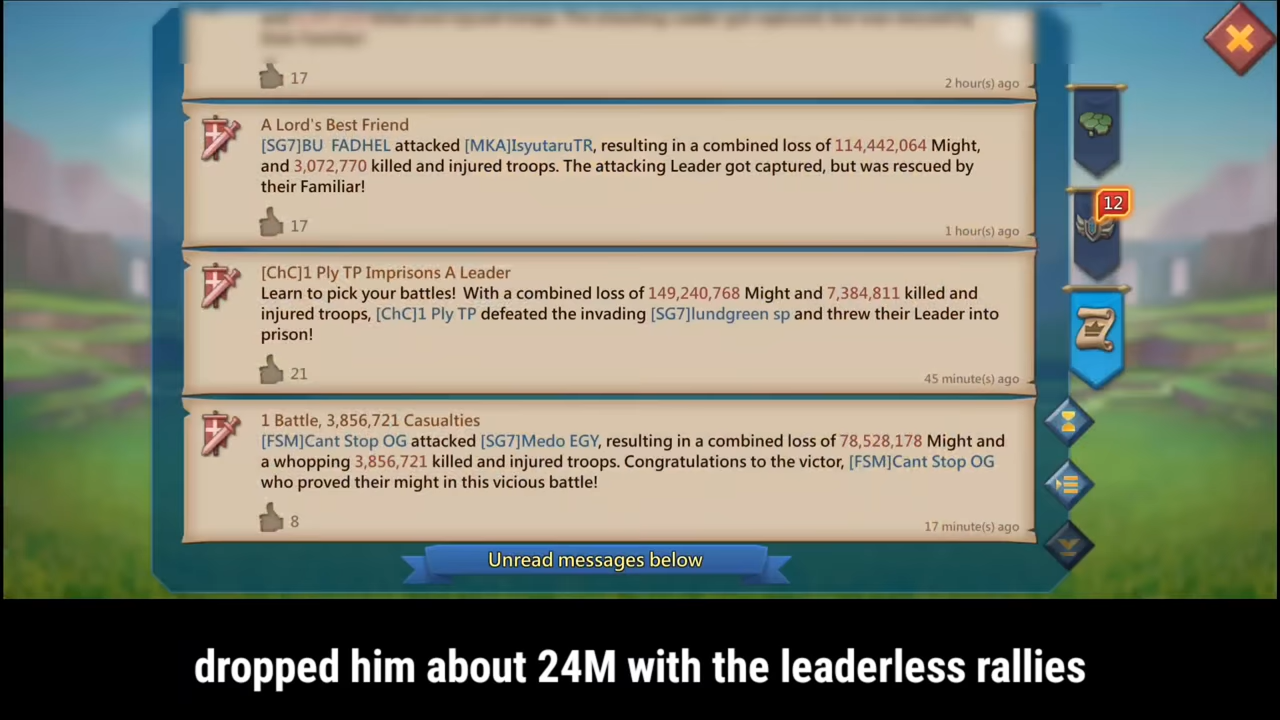 17
2 hour(s) ago
A Lord's Best Friend
[SG7]BU FADHEL attacked [MKA]IsyutaruTR, resulting in a combined loss of 114,442,064 Might,
and 3,072,770 killed and injured troops. The attacking Leader got captured, but was rescued by
their Familiar!
17
1 hour(s) ago
12
[ChC]1 Ply TP Imprisons A Leader
Learn to pick your battles! With a combined loss of 149,240,768 Might and 7,384,811 killed and
injured troops, [ChC]1 Ply TP defeated the invading [SG7]lundgreen sp and threw their Leader into
prison!
21
45 minute(s) ago
1 Battle, 3,856,721 Casualties
[FSM]Cant Stop OG attacked [SG7]Medo EGY, resulting in a combined loss of 78,528,178 Might and
a whopping 3,856,721 killed and injured troops. Congratulations to the victor, [FSM]Cant Stop OG
who proved their might in this vicious battle!
8
17 minute(s) ago
Unread messages below
dropped him about 24M with the leaderless rallies